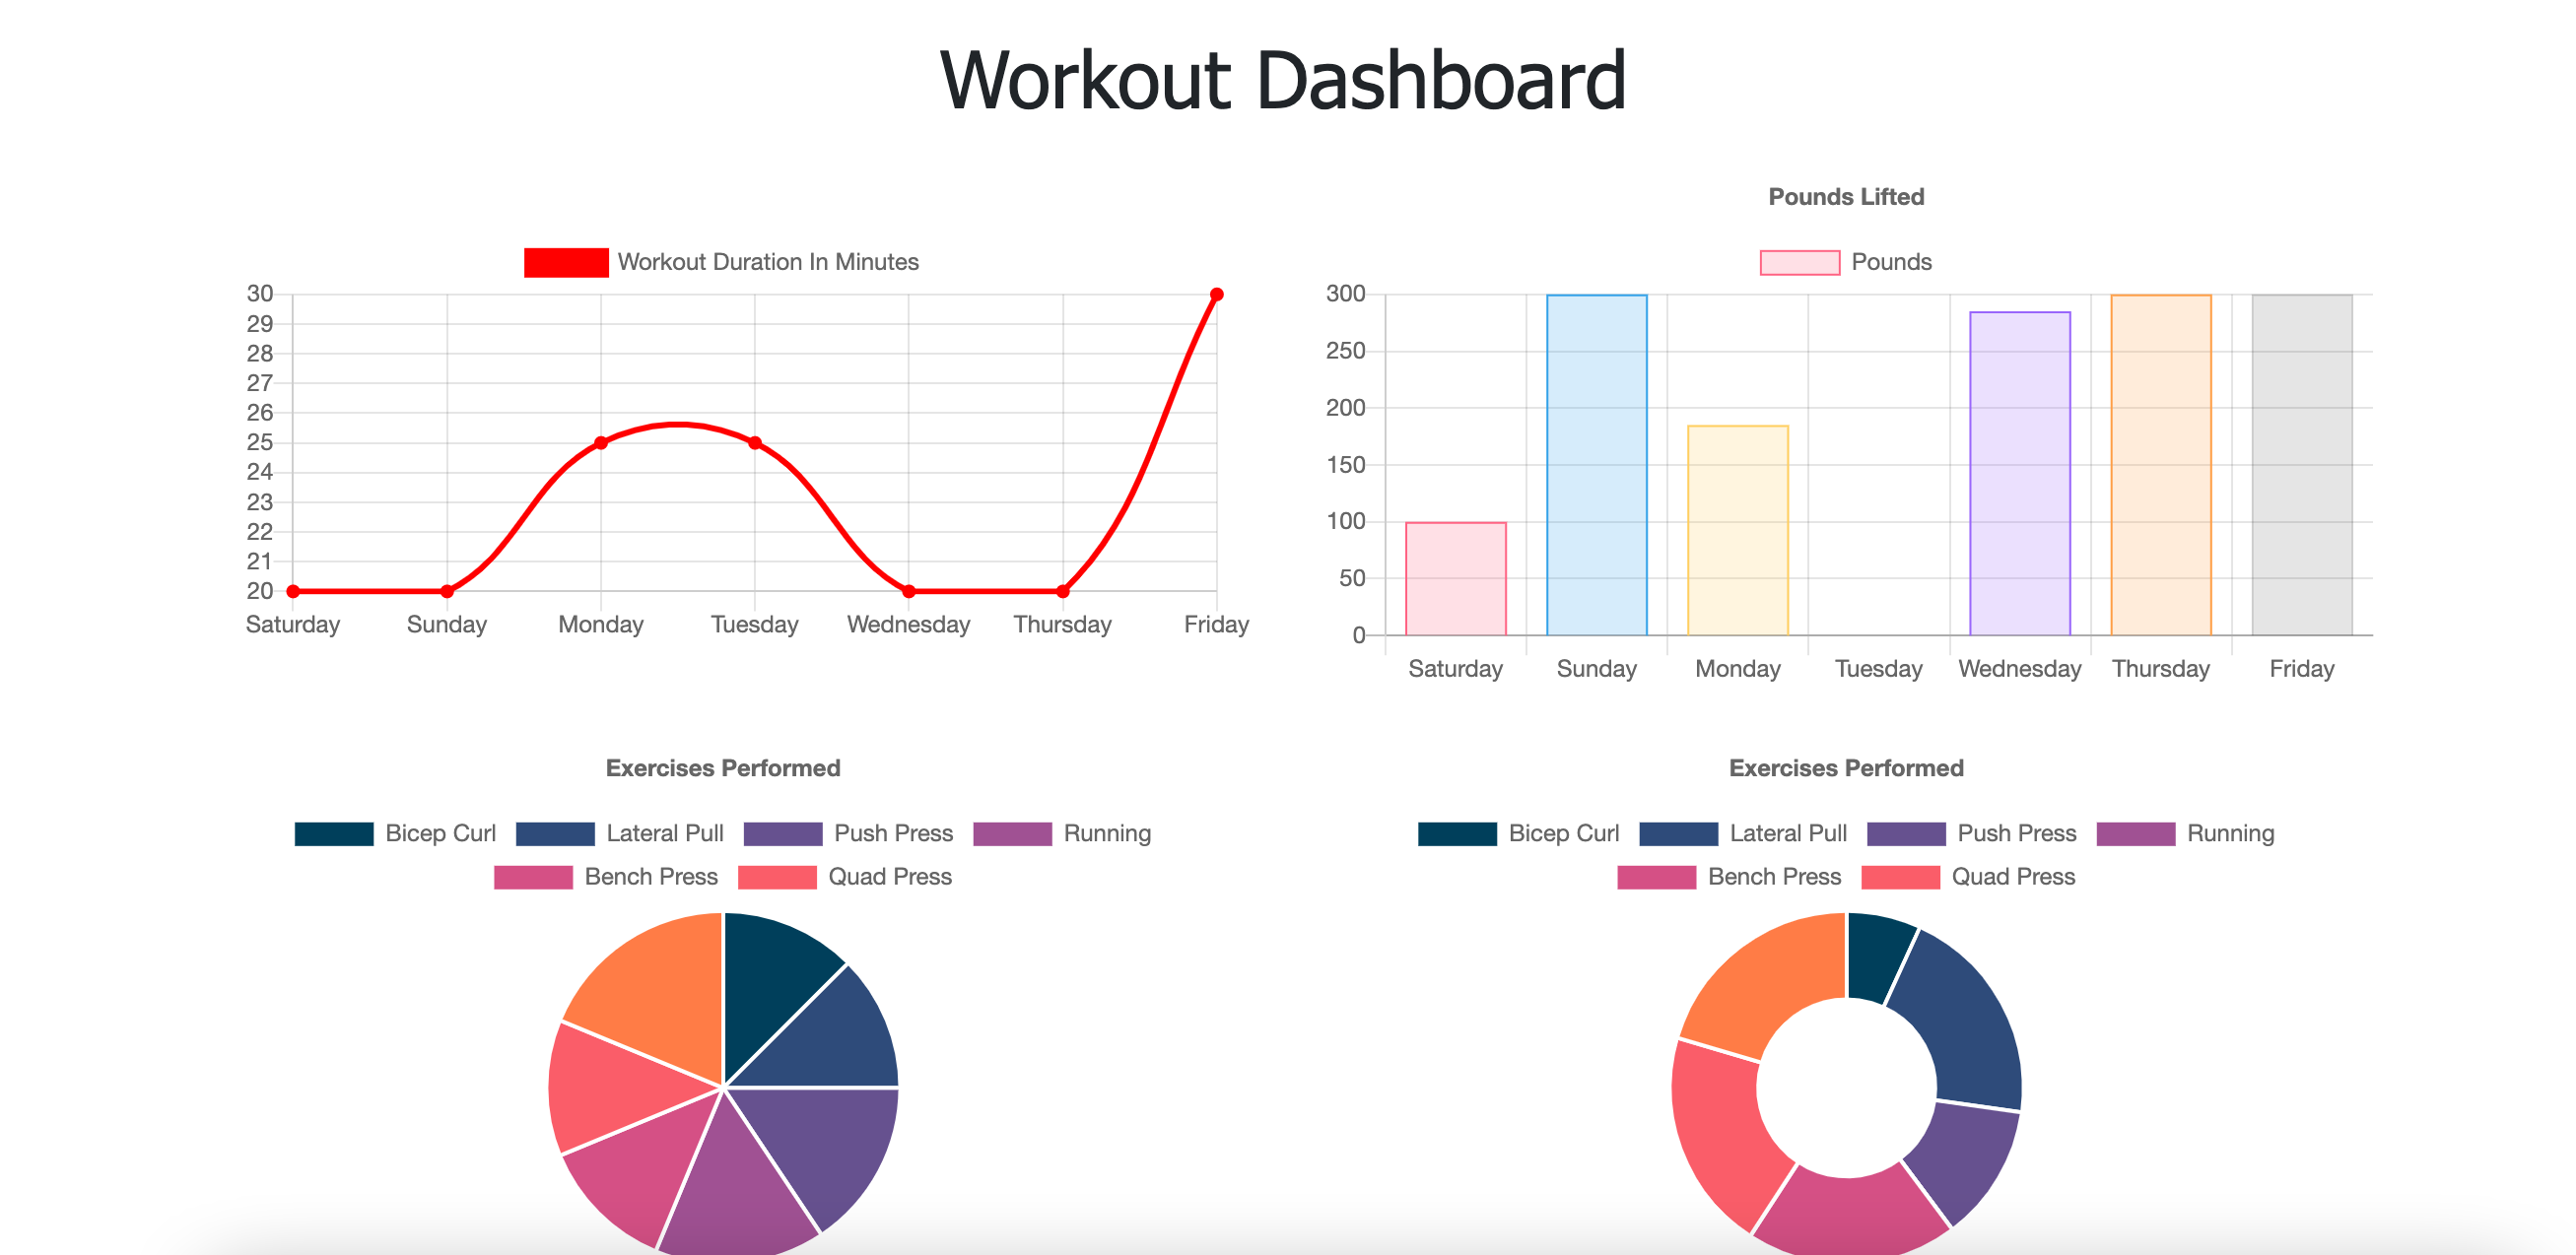 Workout Dashboard
Workout Duration In Minutes
30
29
28
27
26
25
24
23
22
21
20
Saturday Sunday Monday Tuesday Wednesday Thursday Friday
Pounds Lifted
Pounds
300
250
200
150
100
50
0
Saturday Sunday Monday Tuesday Wednesday Thursday Friday
Exercises Performed
Bicep Curl Lateral Pull Push Press Running
Bench Press Quad Press
Exercises Performed
Bicep Curl Lateral Pull Push Press Running
Bench Press Quad Press